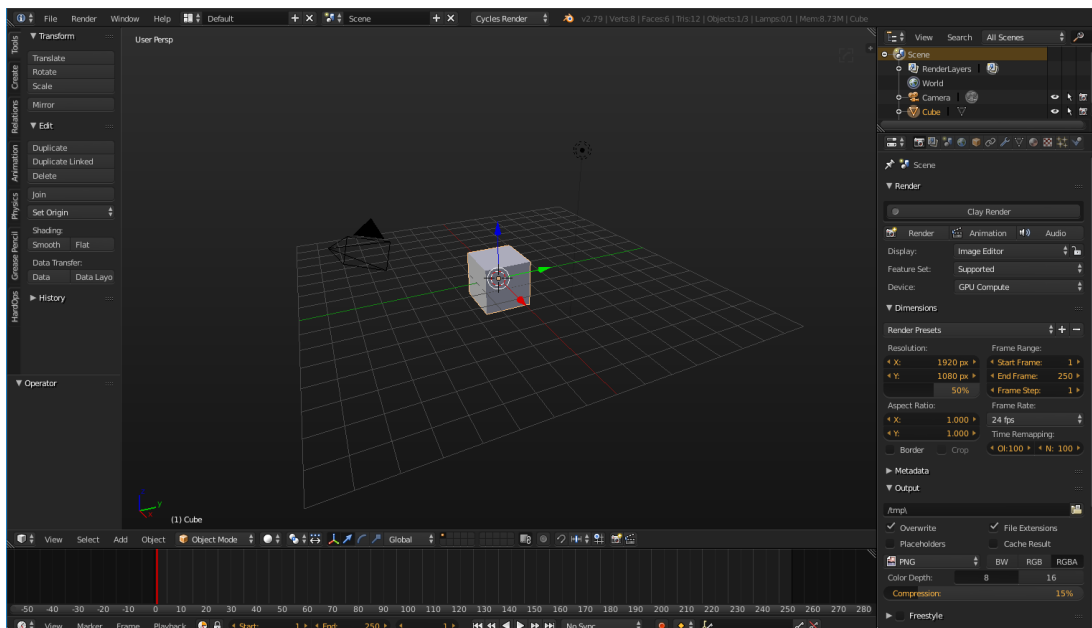 File Render Window Help Default Scene Cycles Render v2.79 | Verts:8 | Faces:6 | Tris:12 | Objects:1/3 | Lamps:0/1 | Mem:8.73M | Cube
Tools
Create
Relations
Animation
Physics
Grease Pencil
HardOps
Transform
Translate
Rotate
Scale
Mirror
Edit
Duplicate
Duplicate Linked
Delete
Join
Set Origin
Shading:
Smooth Flat
Data Transfer:
Data Data Layo
History
Operator
User Persp
(1) Cube
View Select Add Object Object Mode Global
-50 -40 -30 -20 -10 0 10 20 30 40 50 60 70 80 90 100 110 120 130 140 150 160 170 180 190 200 210 220 230 240 250 260 270 280
View Marker Frame Playback Start: 1 End: 250 1 No Sync
View Search All Scenes
Scene
RenderLayers
World
Camera
Cube
Scene
Render
Clay Render
Render Animation Audio
Display: Image Editor
Feature Set: Supported
Device: GPU Compute
Dimensions
Render Presets
Resolution: Frame Range:
X: 1920 px Start Frame: 1
Y: 1080 px End Frame: 250
50% Frame Step: 1
Aspect Ratio: Frame Rate:
X: 1.000 24 fps
Y: 1.000 Time Remapping:
Border Crop Ol:100 N: 100
Metadata
Output
/tmp\
Overwrite File Extensions
Placeholders Cache Result
PNG BW RGB RGBA
Color Depth: 8 16
Compression: 15%
Freestyle